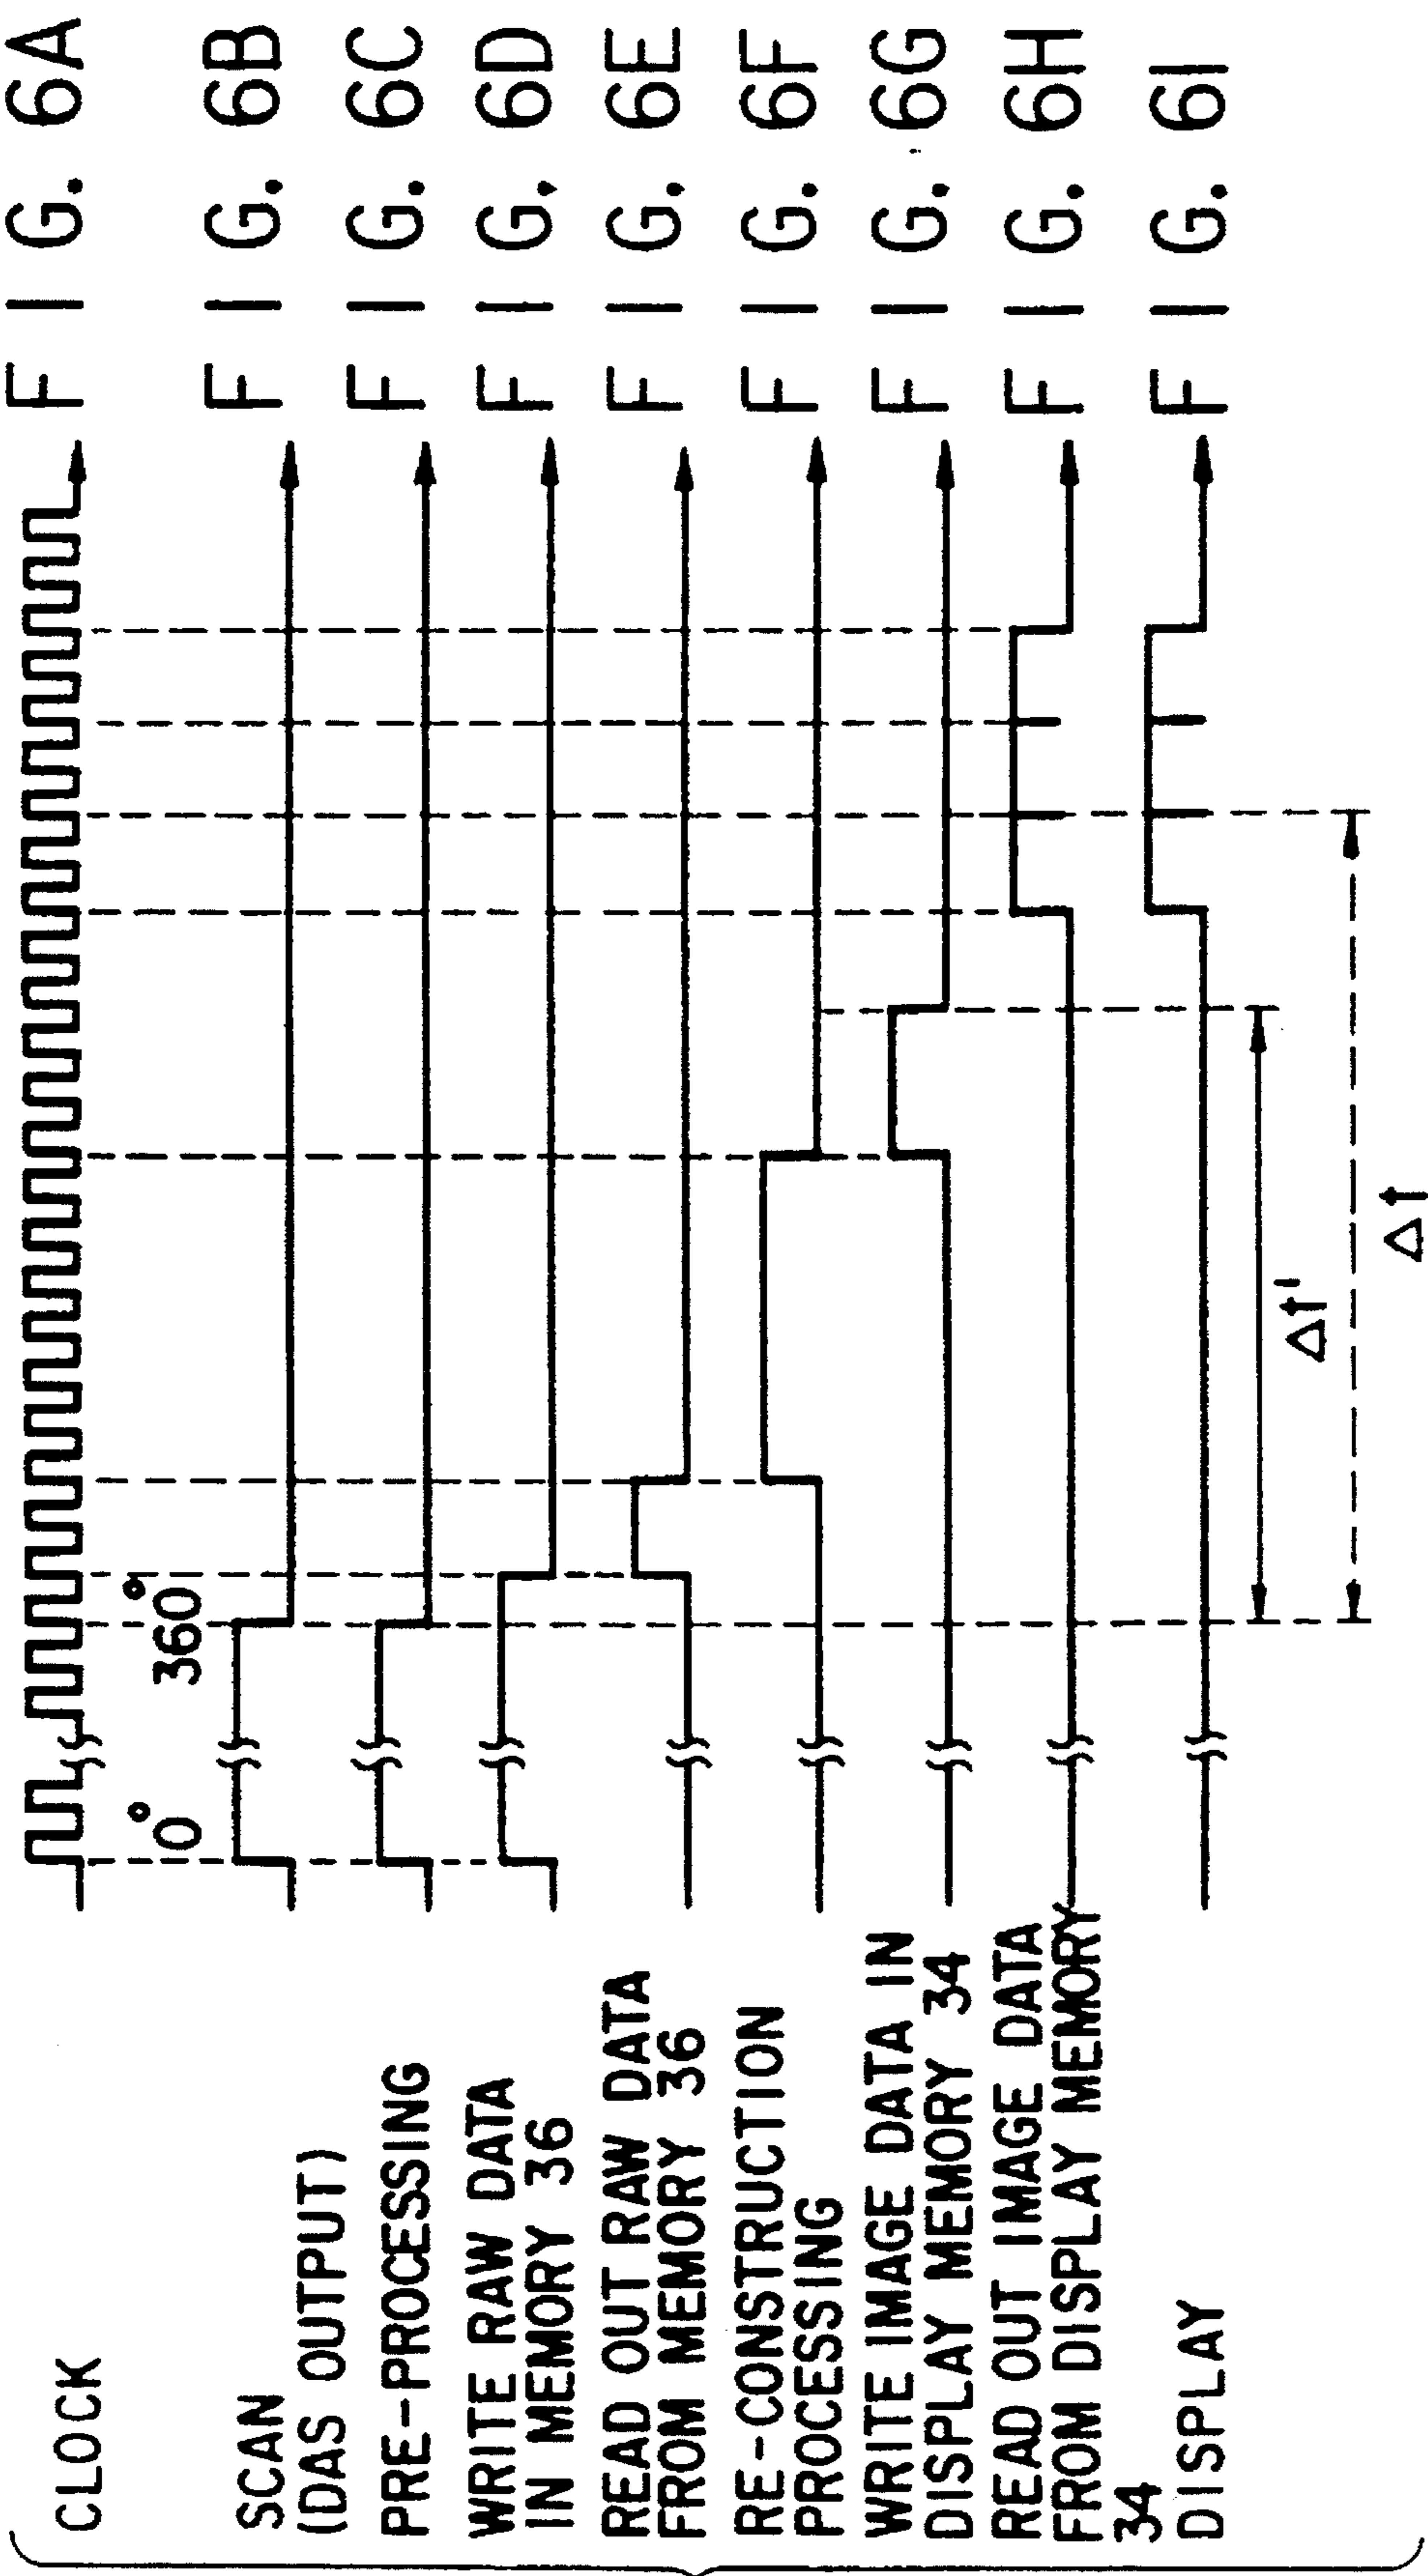 CLOCK
FIG. 6A
0° 360°
SCAN
(DAS OUTPUT)
FIG. 6B
PRE-PROCESSING
FIG. 6C
WRITE RAW DATA
IN MEMORY 36
FIG. 6D
READ OUT RAW DATA
FROM MEMORY 36
FIG. 6E
RE-CONSTRUCTION
PROCESSING
FIG. 6F
WRITE IMAGE DATA IN
DISPLAY MEMORY 34
FIG. 6G
READ OUT IMAGE DATA
FROM DISPLAY MEMORY
34
FIG. 6H
DISPLAY
FIG. 6I
Δt'
Δt